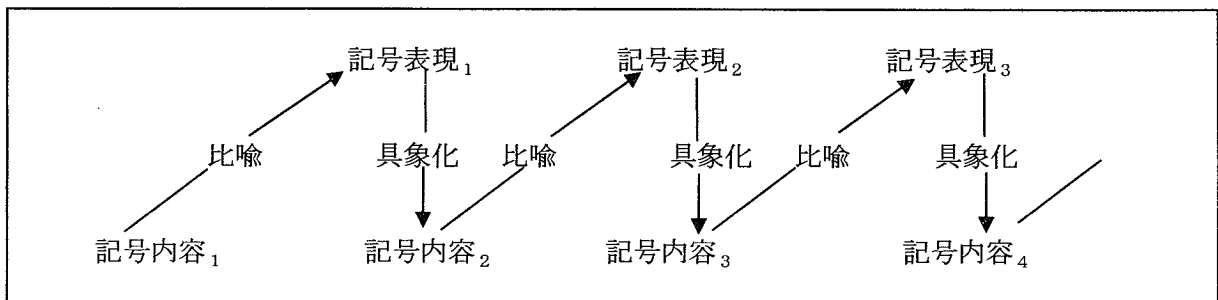 記号表現₁ 記号表現₂ 記号表現₃
比喩 具象化 比喩 具象化 比喩 具象化
記号内容₁ 記号内容₂ 記号内容₃ 記号内容₄